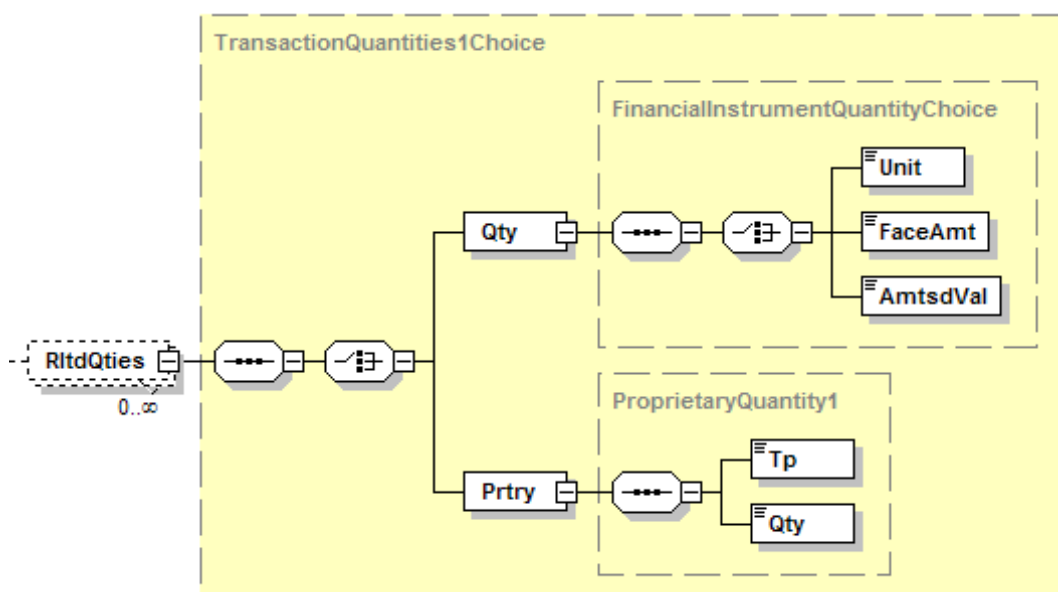 TransactionQuantities1Choice
FinancialInstrumentQuantityChoice
Unit
Qty
FaceAmt
AmtsdVal
RltdQties
0..∞
ProprietaryQuantity1
Tp
Prtry
Qty